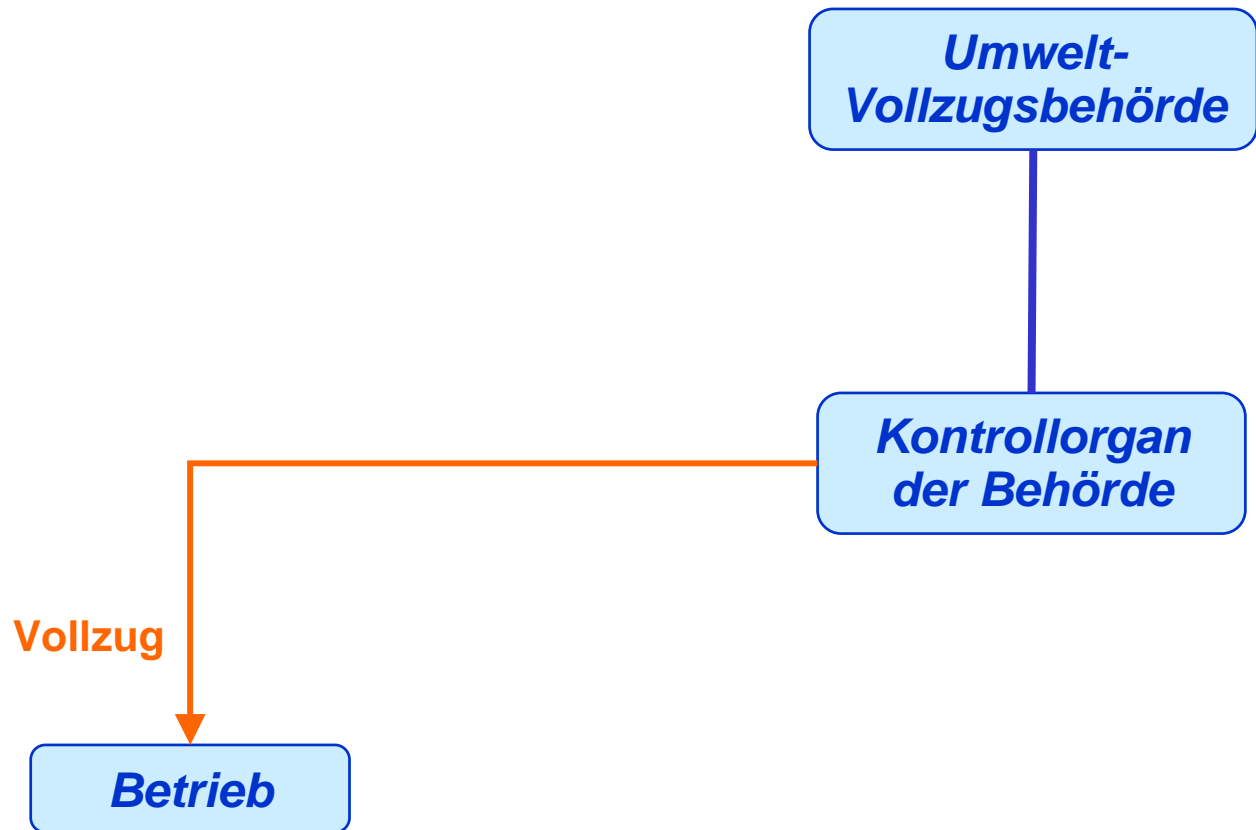 Umwelt-
Vollzugsbehörde
Kontrollorgan
der Behörde
Vollzug
Betrieb